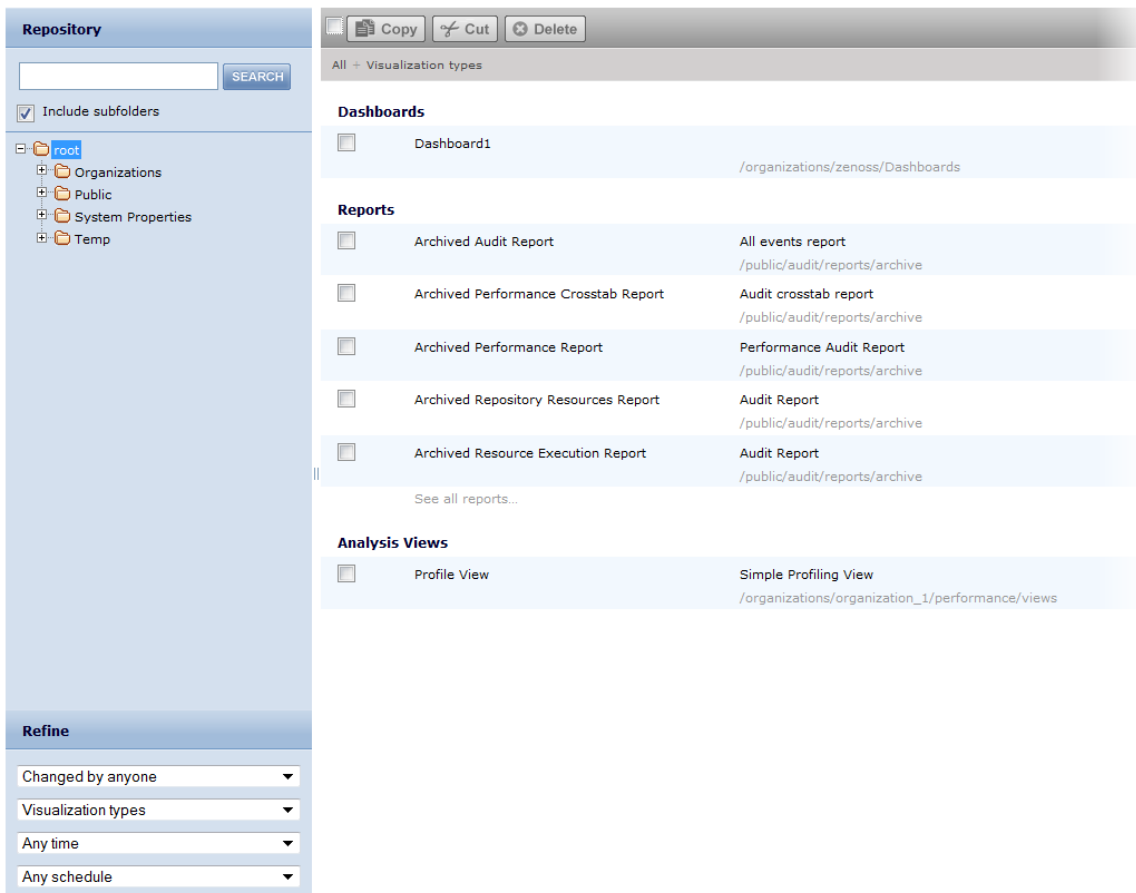 Repository
SEARCH
Include subfolders
root
Organizations
Public
System Properties
Temp
Refine
Changed by anyone
Visualization types
Any time
Any schedule
Copy Cut Delete
All + Visualization types
Dashboards
Dashboard1
/organizations/zenoss/Dashboards
Reports
Archived Audit Report All events report
/public/audit/reports/archive
Archived Performance Crosstab Report Audit crosstab report
/public/audit/reports/archive
Archived Performance Report Performance Audit Report
/public/audit/reports/archive
Archived Repository Resources Report Audit Report
/public/audit/reports/archive
Archived Resource Execution Report Audit Report
/public/audit/reports/archive
See all reports...
Analysis Views
Profile View Simple Profiling View
/organizations/organization_1/performance/views